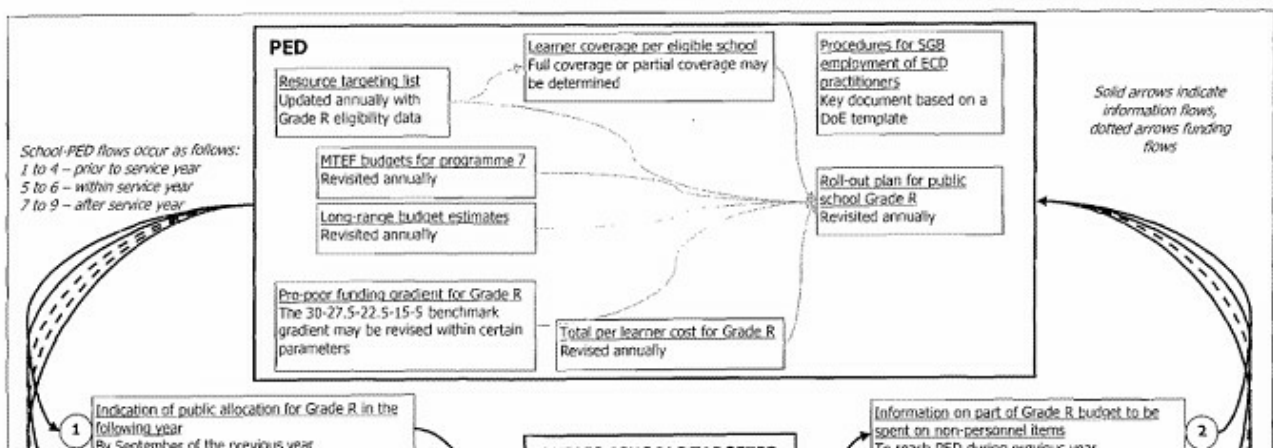 PED
Resource targeting list
Updated annually with
Grade R eligibility data
Learner coverage per eligible school
Full coverage or partial coverage may
be determined
Procedures for SGB
employment of ECD
practitioners
Key document based on a
DoE template
Solid arrows indicate
information flows,
dotted arrows funding
flows
School-PED flows occur as follows:
1 to 4 – prior to service year
5 to 6 – within service year
7 to 9 – after service year
MTEF budgets for programme 7
Revisited annually
Long-range budget estimates
Revisited annually
Roll-out plan for public
school Grade R
Revisited annually
Pro-poor funding gradient for Grade R
The 30-27.5-22.5-15-5 benchmark
gradient may be revised within certain
parameters
Total per learner cost for Grade R
Revised annually
1
Indication of public allocation for Grade R in the
following year
By September of the previous year
Information on part of Grade R budget to be
spent on non-personnel items
To reach PED during previous year
2